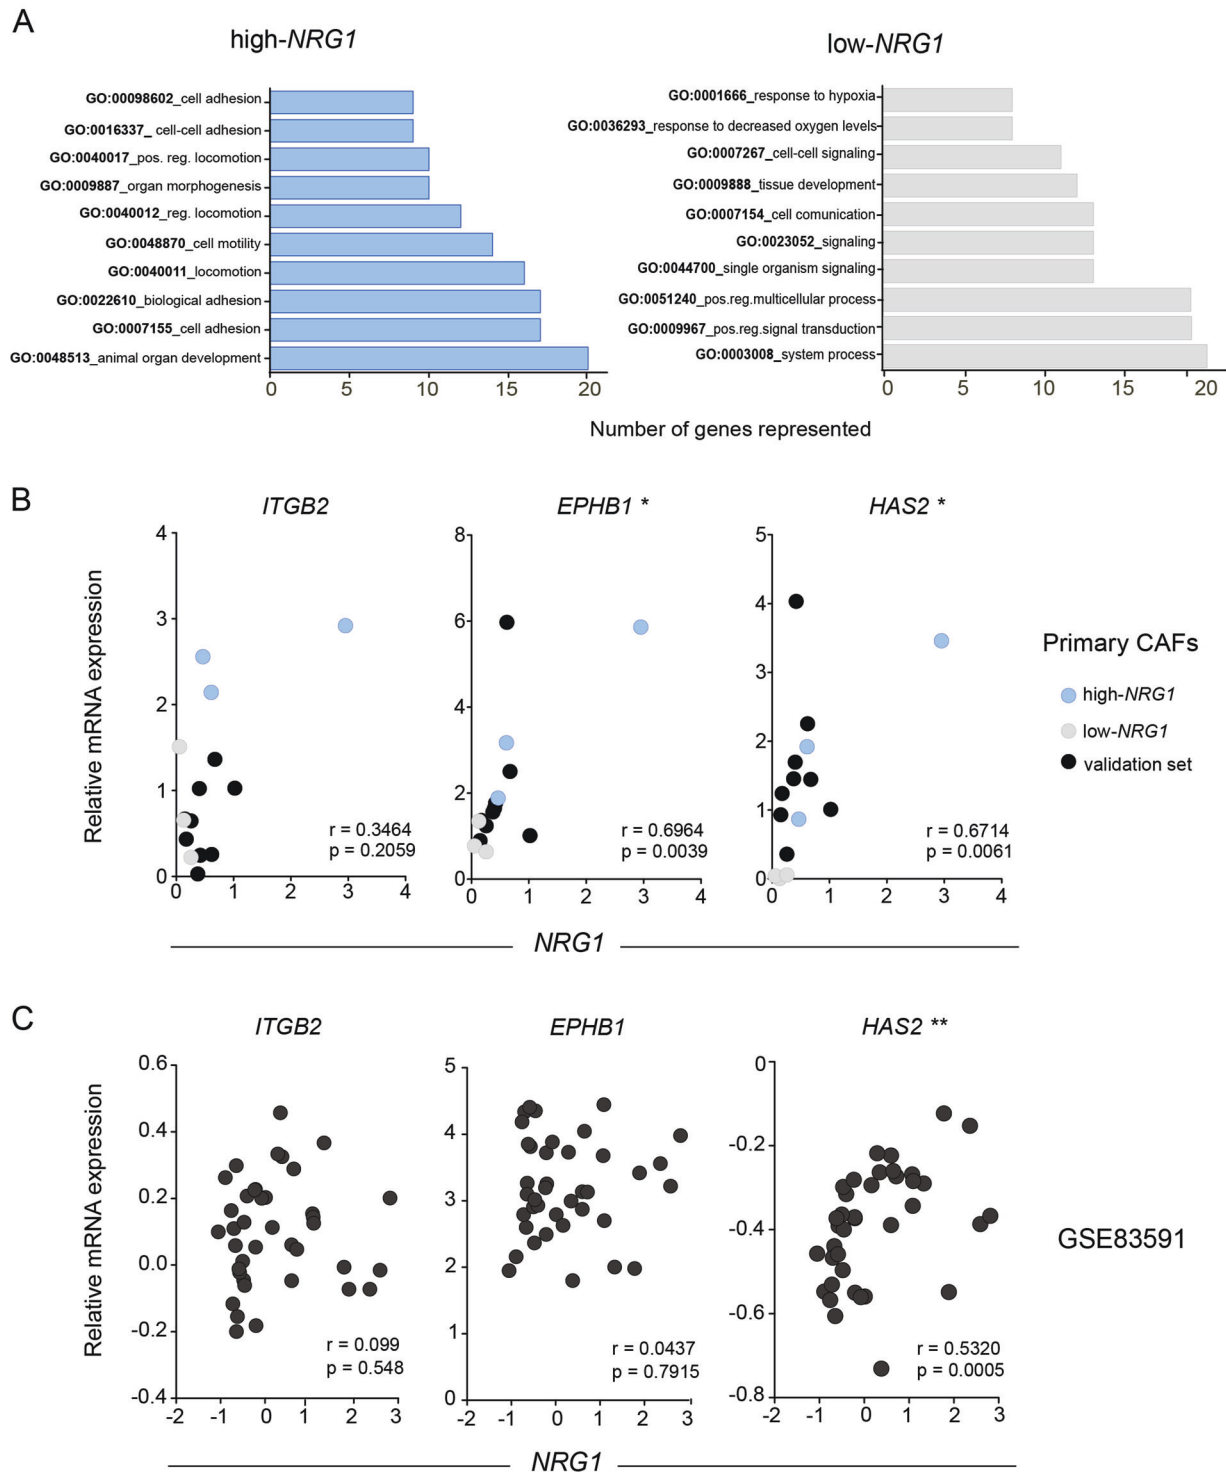 A
high-NRG1
GO:00098602_cell adhesion
GO:0016337_ cell-cell adhesion
GO:0040017_pos. reg. locomotion
GO:0009887_organ morphogenesis
GO:0040012_reg. locomotion
GO:0048870_cell motility
GO:0040011_locomotion
GO:0022610_biological adhesion
GO:0007155_cell adhesion
GO:0048513_animal organ development
0 5 10 15 20
low-NRG1
GO:0001666_response to hypoxia
GO:0036293_response to decreased oxygen levels
GO:0007267_cell-cell signaling
GO:0009888_tissue development
GO:0007154_cell comunication
GO:0023052_signaling
GO:0044700_single organism signaling
GO:0051240_pos.reg.multicellular process
GO:0009967_pos.reg.signal transduction
GO:0003008_system process
0 5 10 15 20
Number of genes represented
B
Relative mRNA expression
ITGB2
4
3
2
1
0
0 1 2 3 4
r = 0.3464
p = 0.2059
EPHB1 *
8
6
4
2
0
0 1 2 3 4
r = 0.6964
p = 0.0039
HAS2 *
5
4
3
2
1
0
0 1 2 3 4
r = 0.6714
p = 0.0061
Primary CAFs
high-NRG1
low-NRG1
validation set
NRG1
C
Relative mRNA expression
ITGB2
0.6
0.4
0.2
0.0
-0.2
-0.4
-2 -1 0 1 2 3
r = 0.099
p = 0.548
EPHB1
5
4
3
2
1
0
-2 -1 0 1 2 3
r = 0.0437
p = 0.7915
HAS2 **
0
-0.2
-0.4
-0.6
-0.8
-2 -1 0 1 2 3
r = 0.5320
p = 0.0005
GSE83591
NRG1